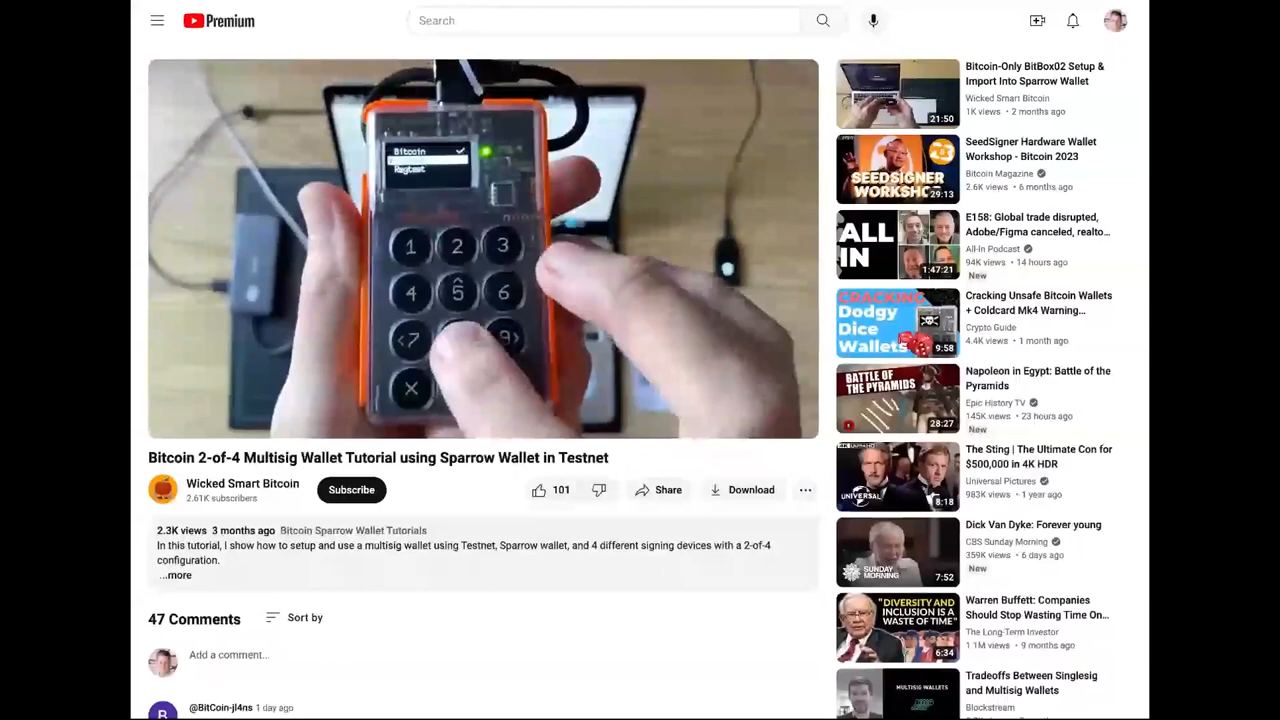 Premium
Search
Bitcoin
Regtest
1 2 3
4 5 6
<7 9>
X
Bitcoin 2-of-4 Multisig Wallet Tutorial using Sparrow Wallet in Testnet
Wicked Smart Bitcoin
2.61K subscribers
Subscribe
101
Share
Download
2.3K views 3 months ago Bitcoin Sparrow Wallet Tutorials
In this tutorial, I show how to setup and use a multisig wallet using Testnet, Sparrow wallet, and 4 different signing devices with a 2-of-4
configuration.
...more
47 Comments
Sort by
Add a comment...
B
@BitCoin-jl4ns 1 day ago
21:50
Bitcoin-Only BitBox02 Setup &
Import Into Sparrow Wallet
Wicked Smart Bitcoin
1K views • 2 months ago
SEEDSIGNER
WORKSHO
29:13
SeedSigner Hardware Wallet
Workshop - Bitcoin 2023
Bitcoin Magazine
2.6K views • 6 months ago
ALL
IN
1:47:21
E158: Global trade disrupted,
Adobe/Figma canceled, realto...
All-In Podcast
94K views • 14 hours ago
New
CRACKING
Dodgy
Dice
Wallets
9:58
Cracking Unsafe Bitcoin Wallets
+ Coldcard Mk4 Warning...
Crypto Guide
4.4K views • 1 month ago
BATTLE OF THE
PYRAMIDS
28:27
Napoleon in Egypt: Battle of the
Pyramids
Epic History TV
145K views • 23 hours ago
New
UNIVERSAL
8:18
The Sting | The Ultimate Con for
$500,000 in 4K HDR
Universal Pictures
983K views • 1 year ago
SUNDAY
MORNING
7:52
Dick Van Dyke: Forever young
CBS Sunday Morning
359K views • 6 days ago
New
"DIVERSITY AND
INCLUSION IS A
WASTE OF TIME"
6:34
Warren Buffett: Companies
Should Stop Wasting Time On...
The Long-Term Investor
1.1M views • 9 months ago
MULTISIG WALLETS
Tradeoffs Between Singlesig
and Multisig Wallets
Blockstream